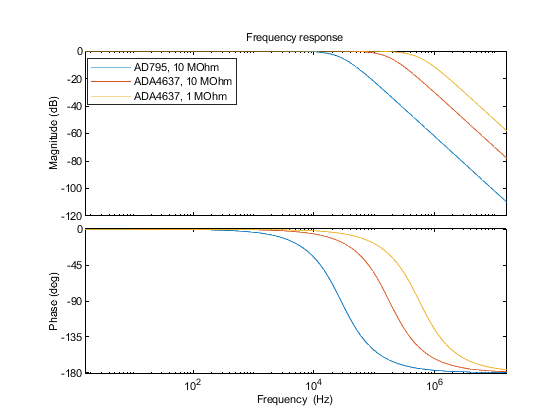 Frequency response
0
-20
-40
-60
-80
-100
-120
Magnitude (dB)
AD795, 10 MOhm
ADA4637, 10 MOhm
ADA4637, 1 MOhm
0
-45
-90
-135
-180
Phase (deg)
10^2
10^4
10^6
Frequency (Hz)